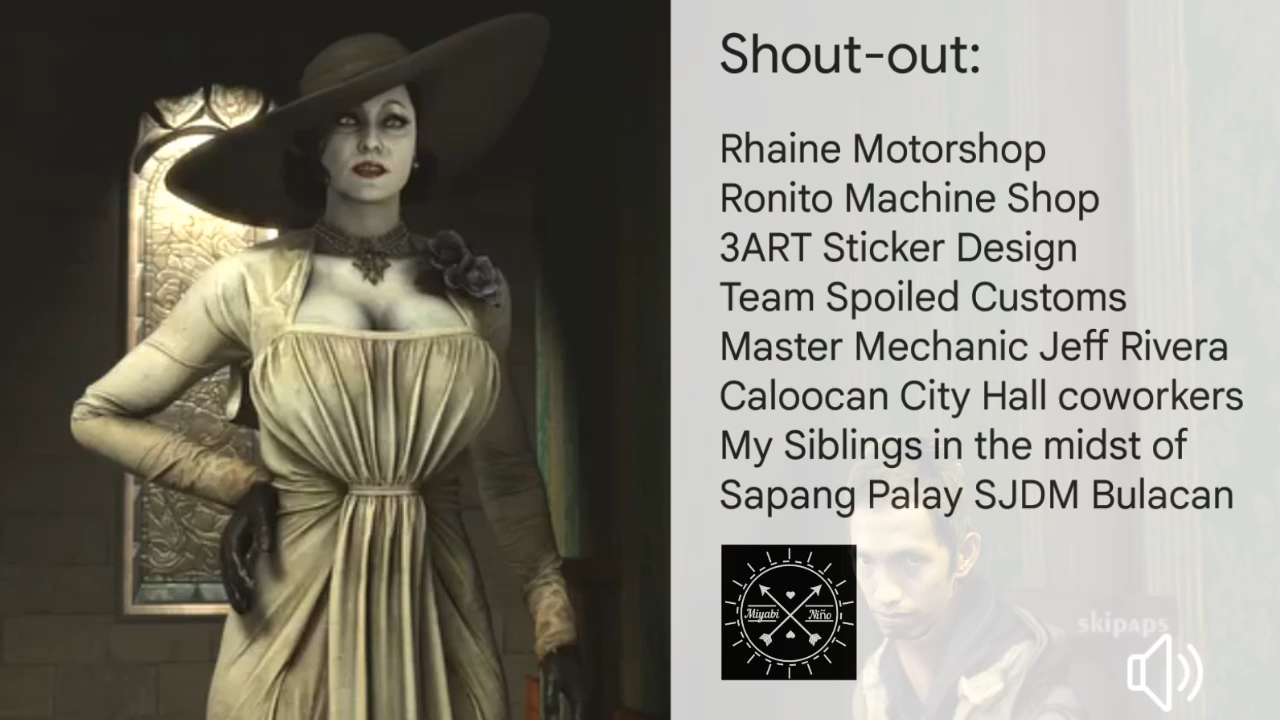 Shout-out:
Rhaine Motorshop
Ronito Machine Shop
3ART Sticker Design
Team Spoiled Customs
Master Mechanic Jeff Rivera
Caloocan City Hall coworkers
My Siblings in the midst of
Sapang Palay SJDM Bulacan
Miyabi Niño
skipaps